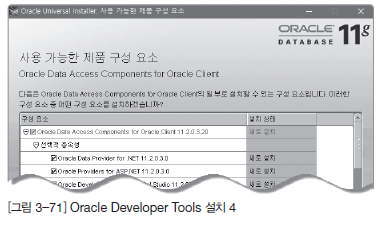 Oracle Universal Installer: 사용 가능한 제품 구성 요소
ORACLE
DATABASE 11g
사용 가능한 제품 구성 요소
Oracle Data Access Components for Oracle Client
다음은 Oracle Data Access Components for Oracle Client의 일부로 설치할 수 있는 구성 요소입니다. 이러한
구성 요소 중 어떤 구성 요소를 설치하겠습니까?
구성 요소 설치 상태
Oracle Data Access Components for Oracle Client 11.2.0.3.20 새로 설치
선택적 종속성
Oracle Data Provider for .NET 11.2.0.3.0 새로 설치
Oracle Providers for ASP.NET 11.2.0.3.0 새로 설치
Oracle Studio 11.2 새로 설치
[그림 3-71] Oracle Developer Tools 설치 4